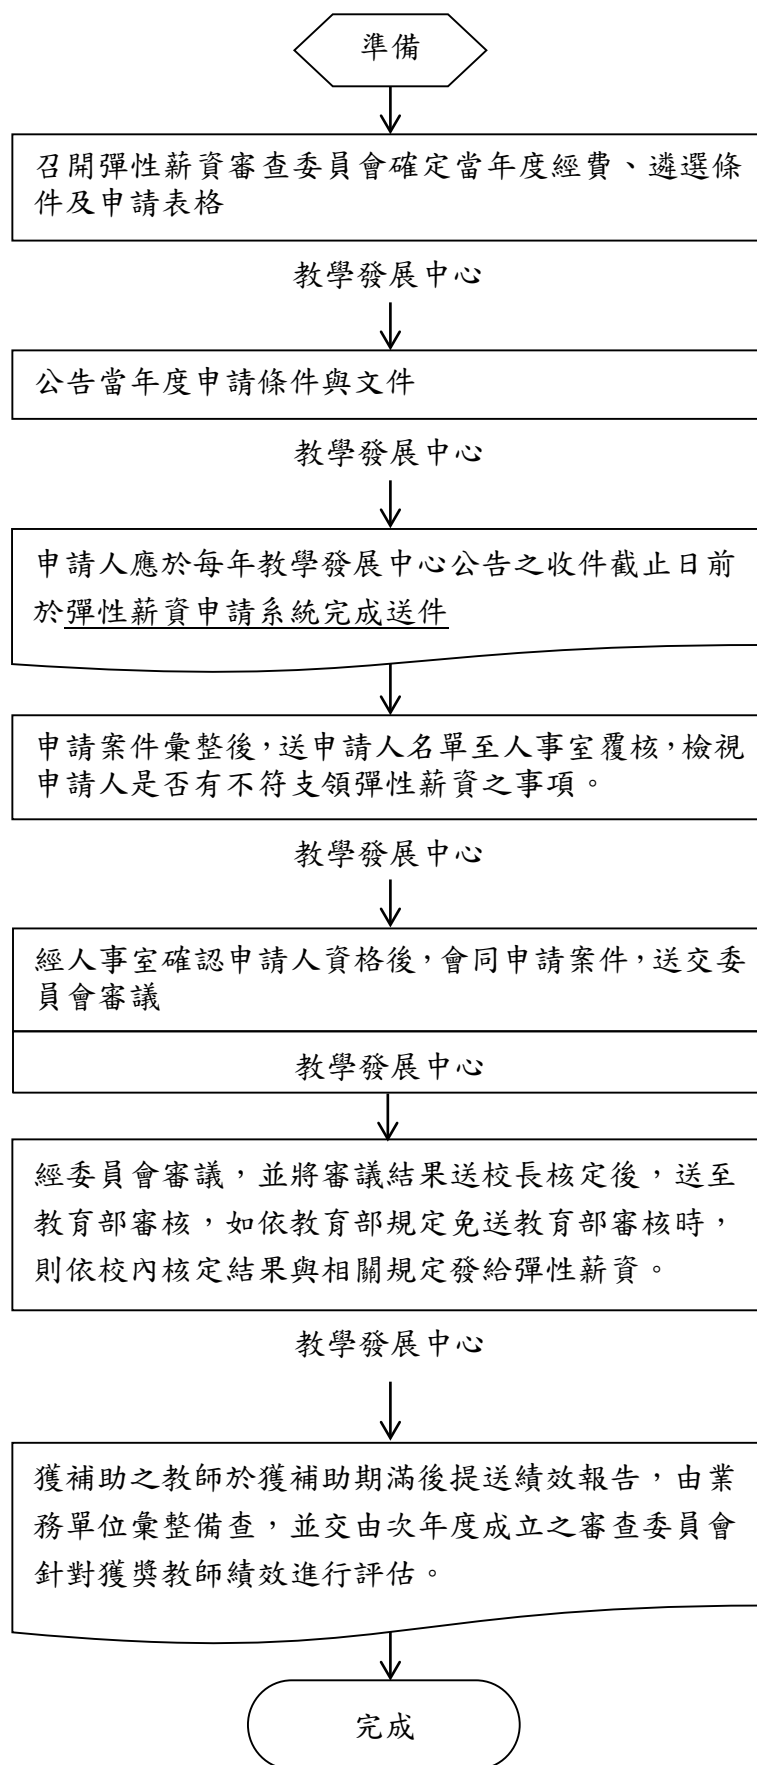 準備
召開彈性薪資審查委員會確定當年度經費、遴選條
件及申請表格
教學發展中心
公告當年度申請條件與文件
教學發展中心
申請人應於每年教學發展中心公告之收件截止日前
於彈性薪資申請系統完成送件
申請案件彙整後，送申請人名單至人事室覆核，檢視
申請人是否有不符支領彈性薪資之事項。
教學發展中心
經人事室確認申請人資格後，會同申請案件，送交委
員會審議
教學發展中心
經委員會審議，並將審議結果送校長核定後，送至
教育部審核，如依教育部規定免送教育部審核時，
則依校內核定結果與相關規定發給彈性薪資。
教學發展中心
獲補助之教師於獲補助期滿後提送績效報告，由業
務單位彙整備查，並交由次年度成立之審查委員會
針對獲獎教師績效進行評估。
完成